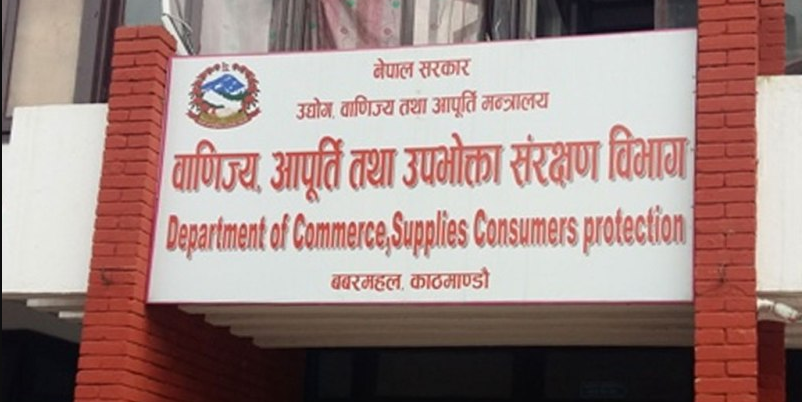 नेपाल सरकार
उद्योग, वाणिज्य तथा आपूर्ति मन्त्रालय
वाणिज्य, आपूर्ति तथा उपभोक्ता संरक्षण विभाग
Department of Commerce,Supplies Consumers protection
बबरमहल, काठमाण्डौ